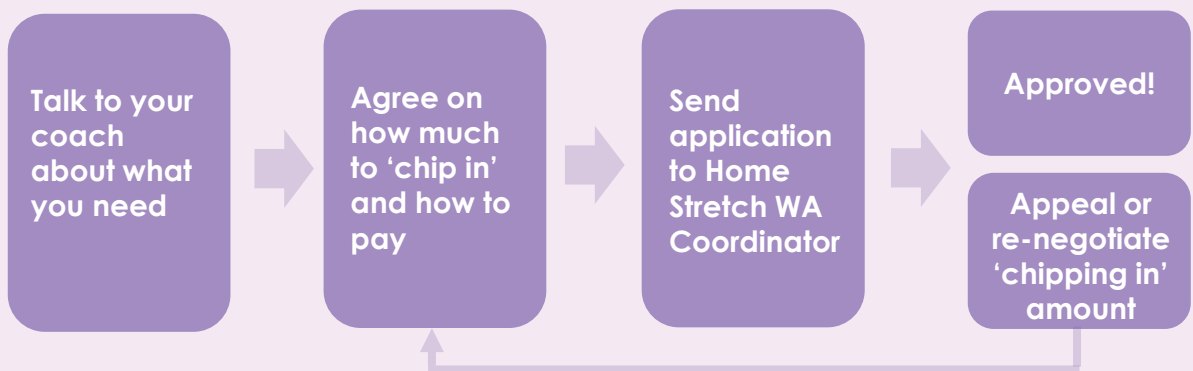 Talk to your
coach
about what
you need
Agree on
how much
to ‘chip in’
and how to
pay
Send
application
to Home
Stretch WA
Coordinator
Approved!
Appeal or
re-negotiate
‘chipping in’
amount